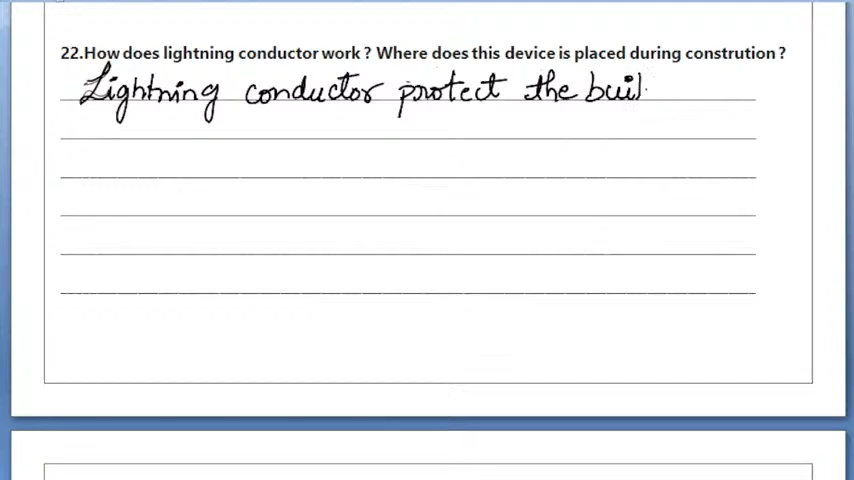 22.How does lightning conductor work ? Where does this device is placed during constrution ?
Lightning conductor protect the buil